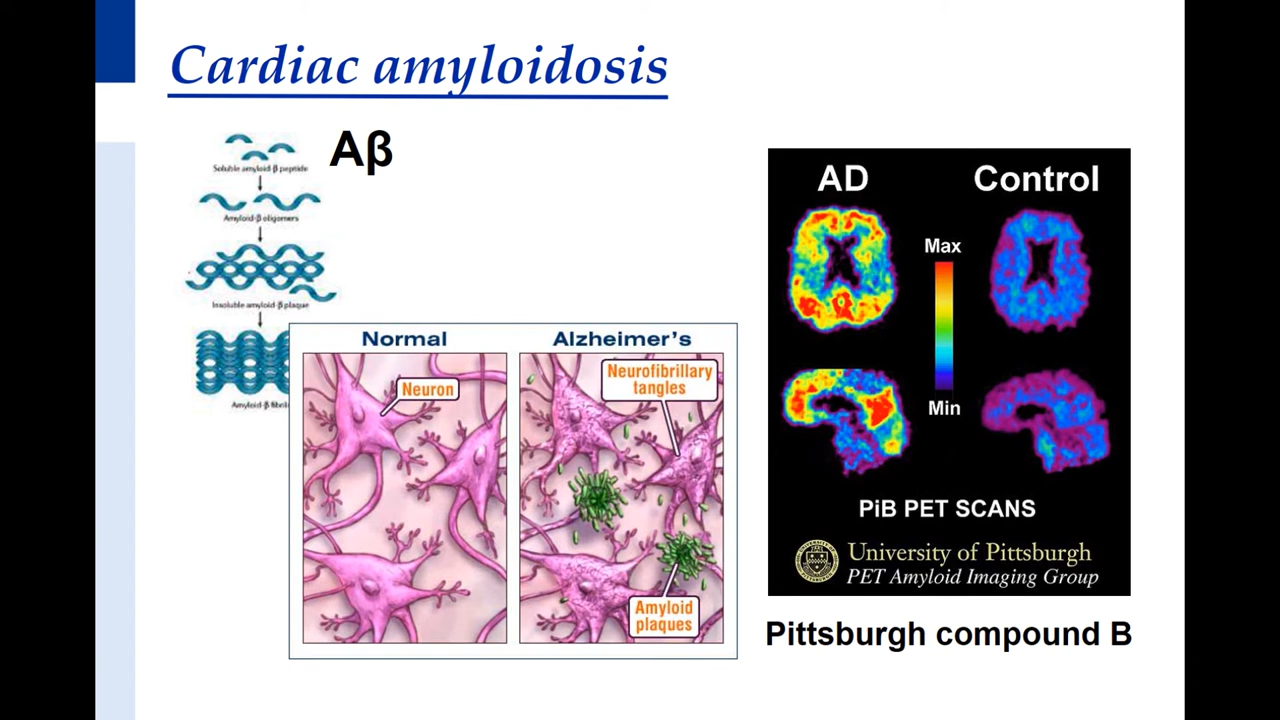 Cardiac amyloidosis
Aβ
Soluble amyloid-β peptide
Amyloid-β oligomers
Insoluble amyloid-β plaque
Amyloid-β
Normal
Neuron
Alzheimer's
Neurofibrillary
tangles
Amyloid
plaques
AD
Control
Max
Min
PiB PET SCANS
University of Pittsburgh
PET Amyloid Imaging Group
Pittsburgh compound B